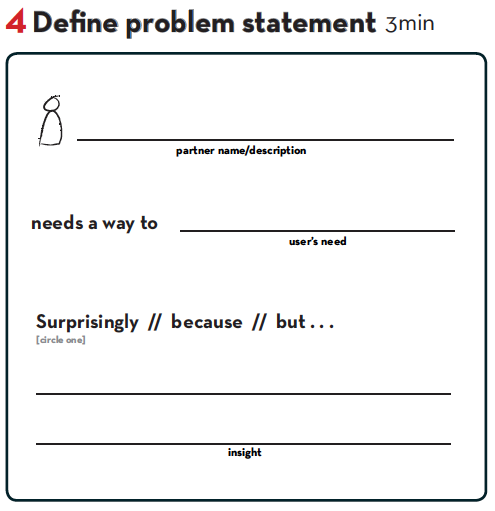 4 Define problem statement 3min
partner name/description
needs a way to
user's need
Surprisingly // because // but . . .
[circle one]
insight